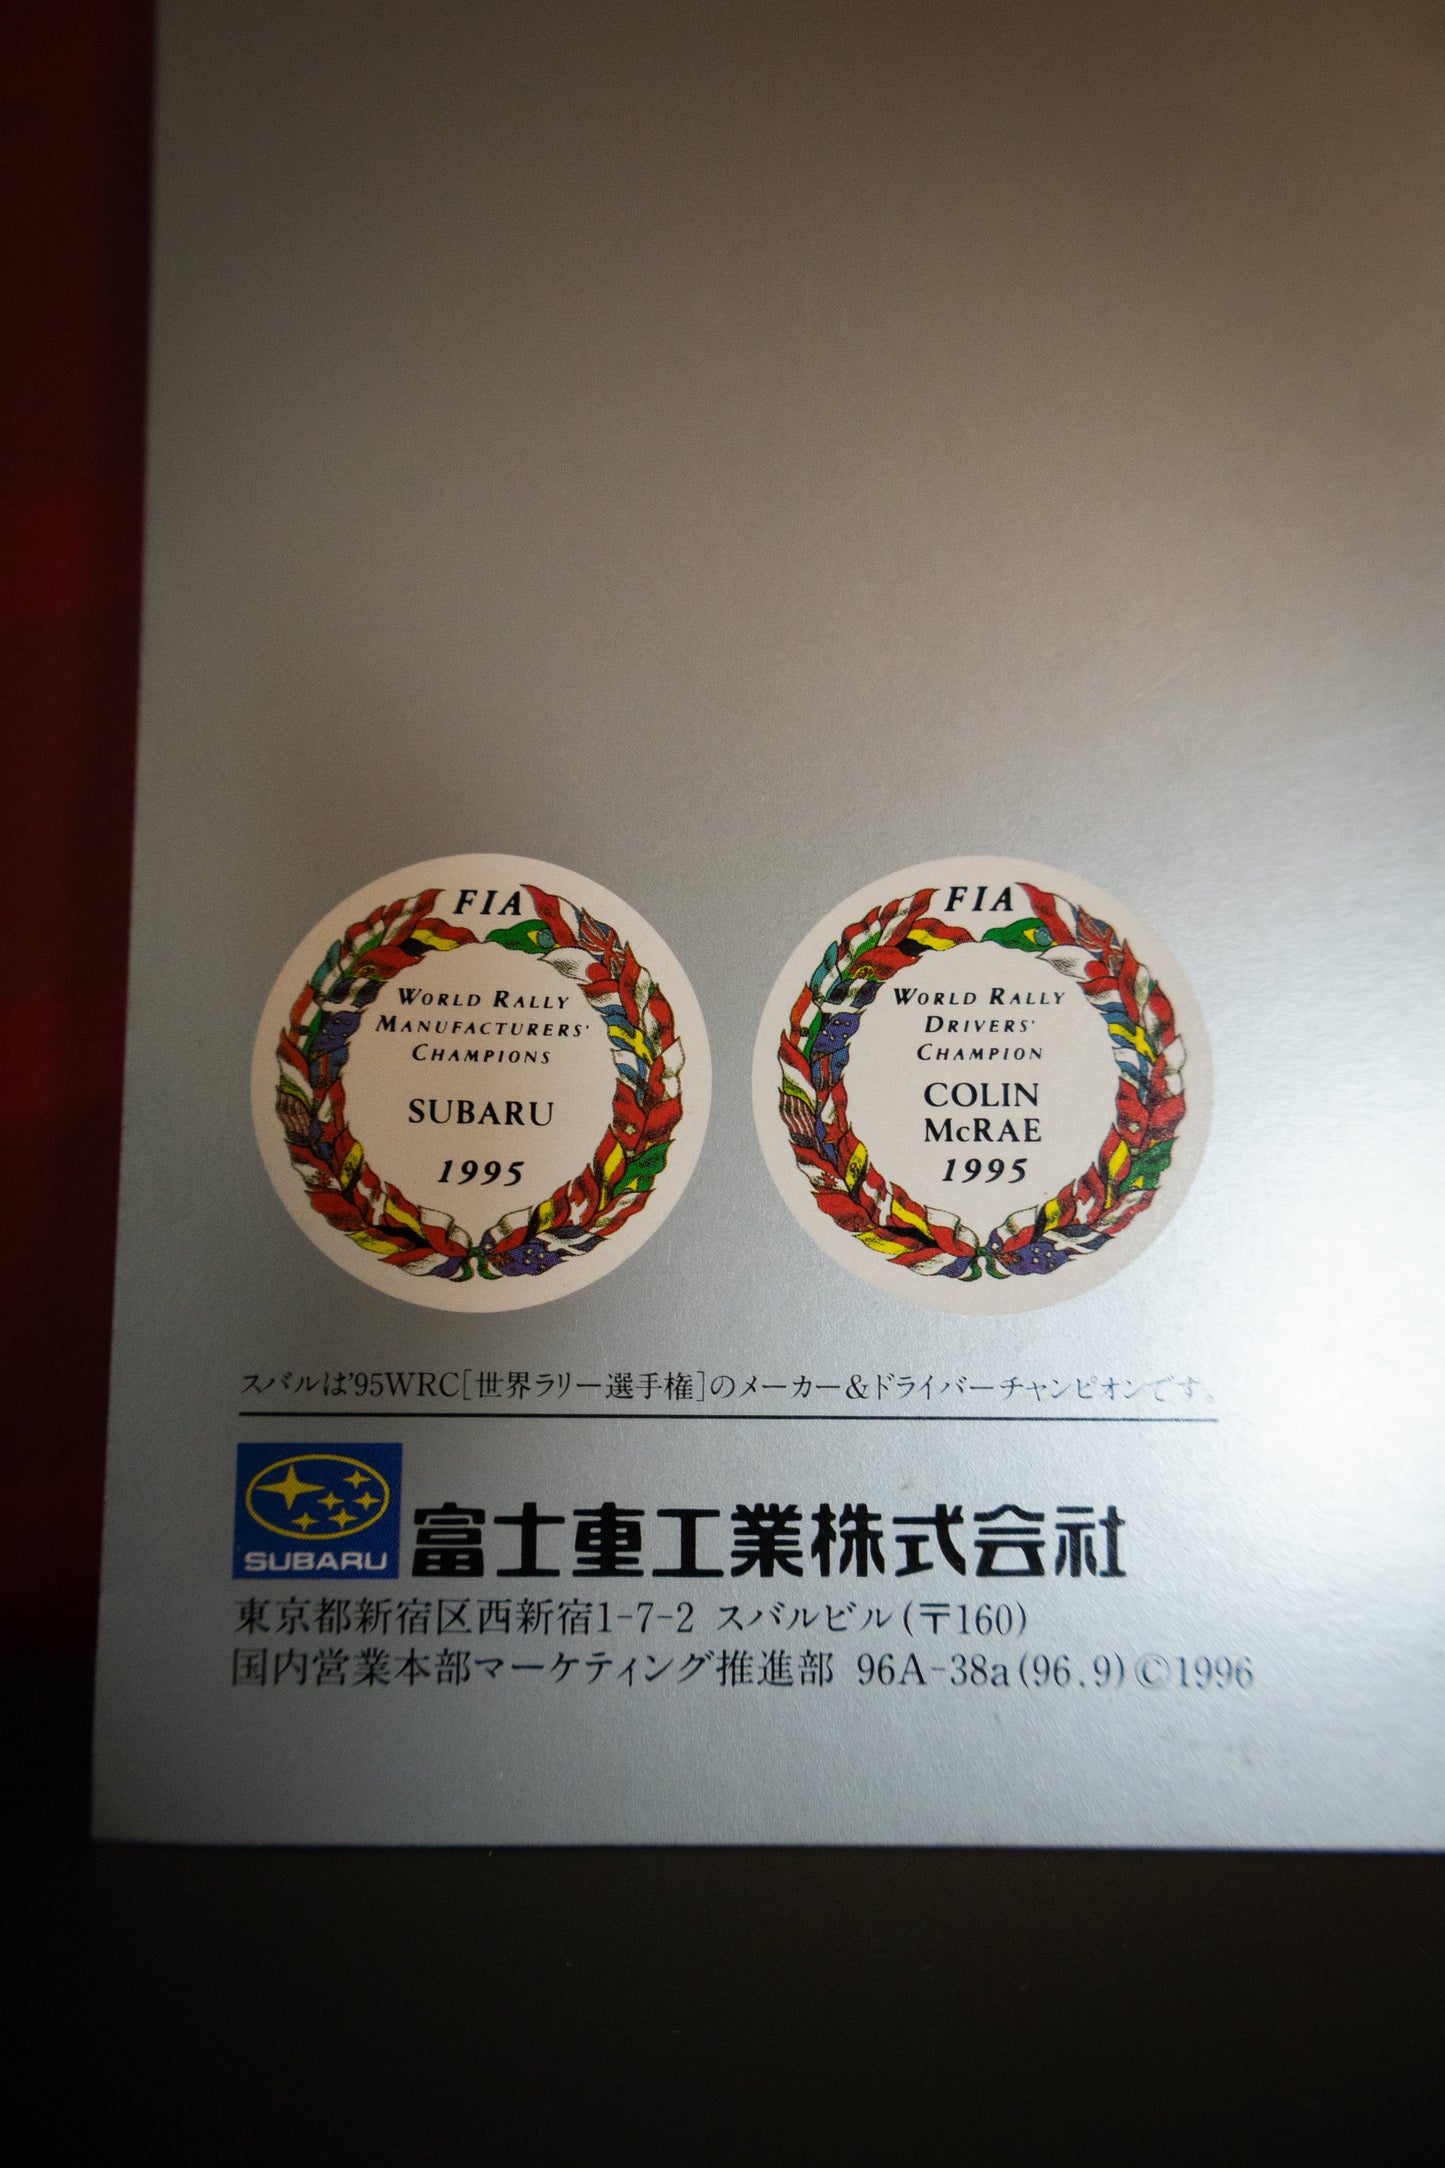 FIA
WORLD RALLY
MANUFACTURERS'
CHAMPIONS
SUBARU
1995
FIA
WORLD RALLY
DRIVERS'
CHAMPION
COLIN
McRAE
1995
スバルは'95WRC[世界ラリー選手権]のメーカー&ドライバーチャンピオンです。
SUBARU
富士重工業株式会社
東京都新宿区西新宿1-7-2 スバルビル(〒160)
国内営業本部マーケティング推進部 96A-38a(96.9)©1996